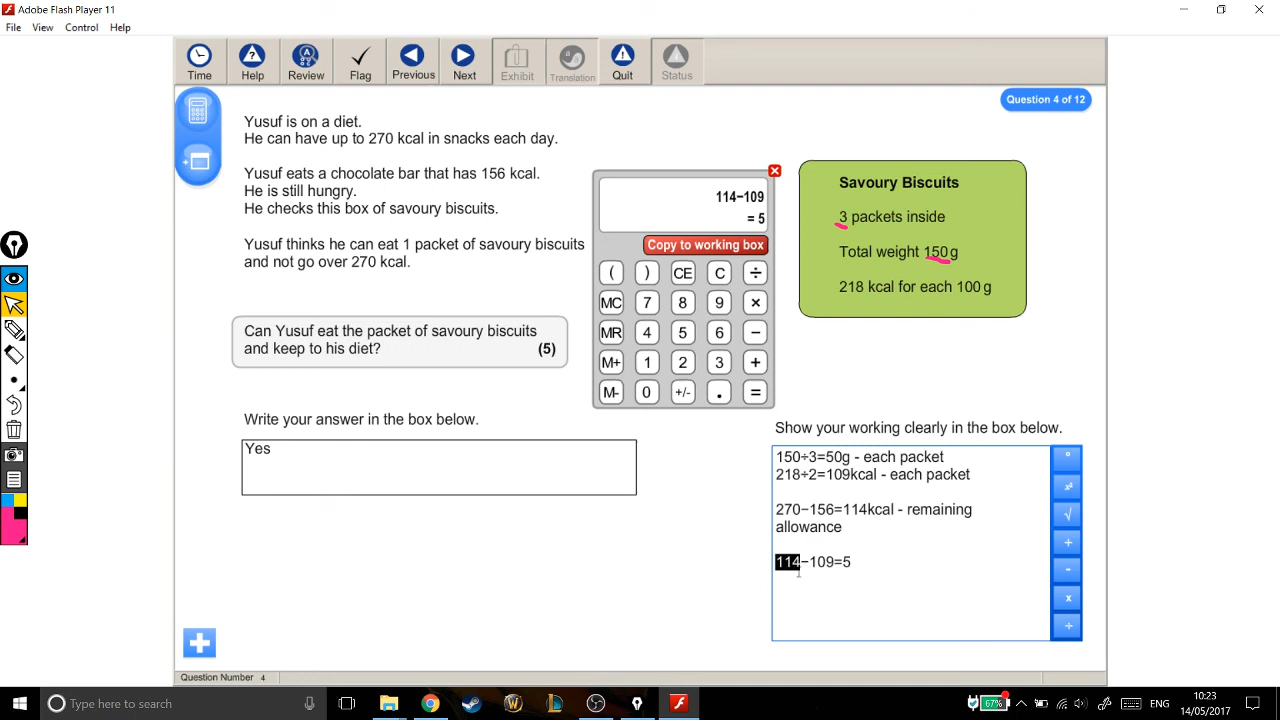 Adobe Flash Player 11
File View Control Help
Time Help Review Flag Previous Next Exhibit Translation Quit Status
Question 4 of 12
Yusuf is on a diet.
He can have up to 270 kcal in snacks each day.
Yusuf eats a chocolate bar that has 156 kcal.
He is still hungry.
He checks this box of savoury biscuits.
Yusuf thinks he can eat 1 packet of savoury biscuits
and not go over 270 kcal.
Can Yusuf eat the packet of savoury biscuits
and keep to his diet? (5)
Write your answer in the box below.
Yes
114−109
= 5
Copy to working box
( ) CE C ÷
MC 7 8 9 ×
MR 4 5 6 −
M+ 1 2 3 +
M- 0 +/- . =
Savoury Biscuits
3 packets inside
Total weight 150 g
218 kcal for each 100 g
Show your working clearly in the box below.
150÷3=50g - each packet
218÷2=109kcal - each packet
270−156=114kcal - remaining
allowance
114−109=5
°
x²
√
+
-
x
÷
Question Number 4
Type here to search
67%
ENG
10:23
14/05/2017